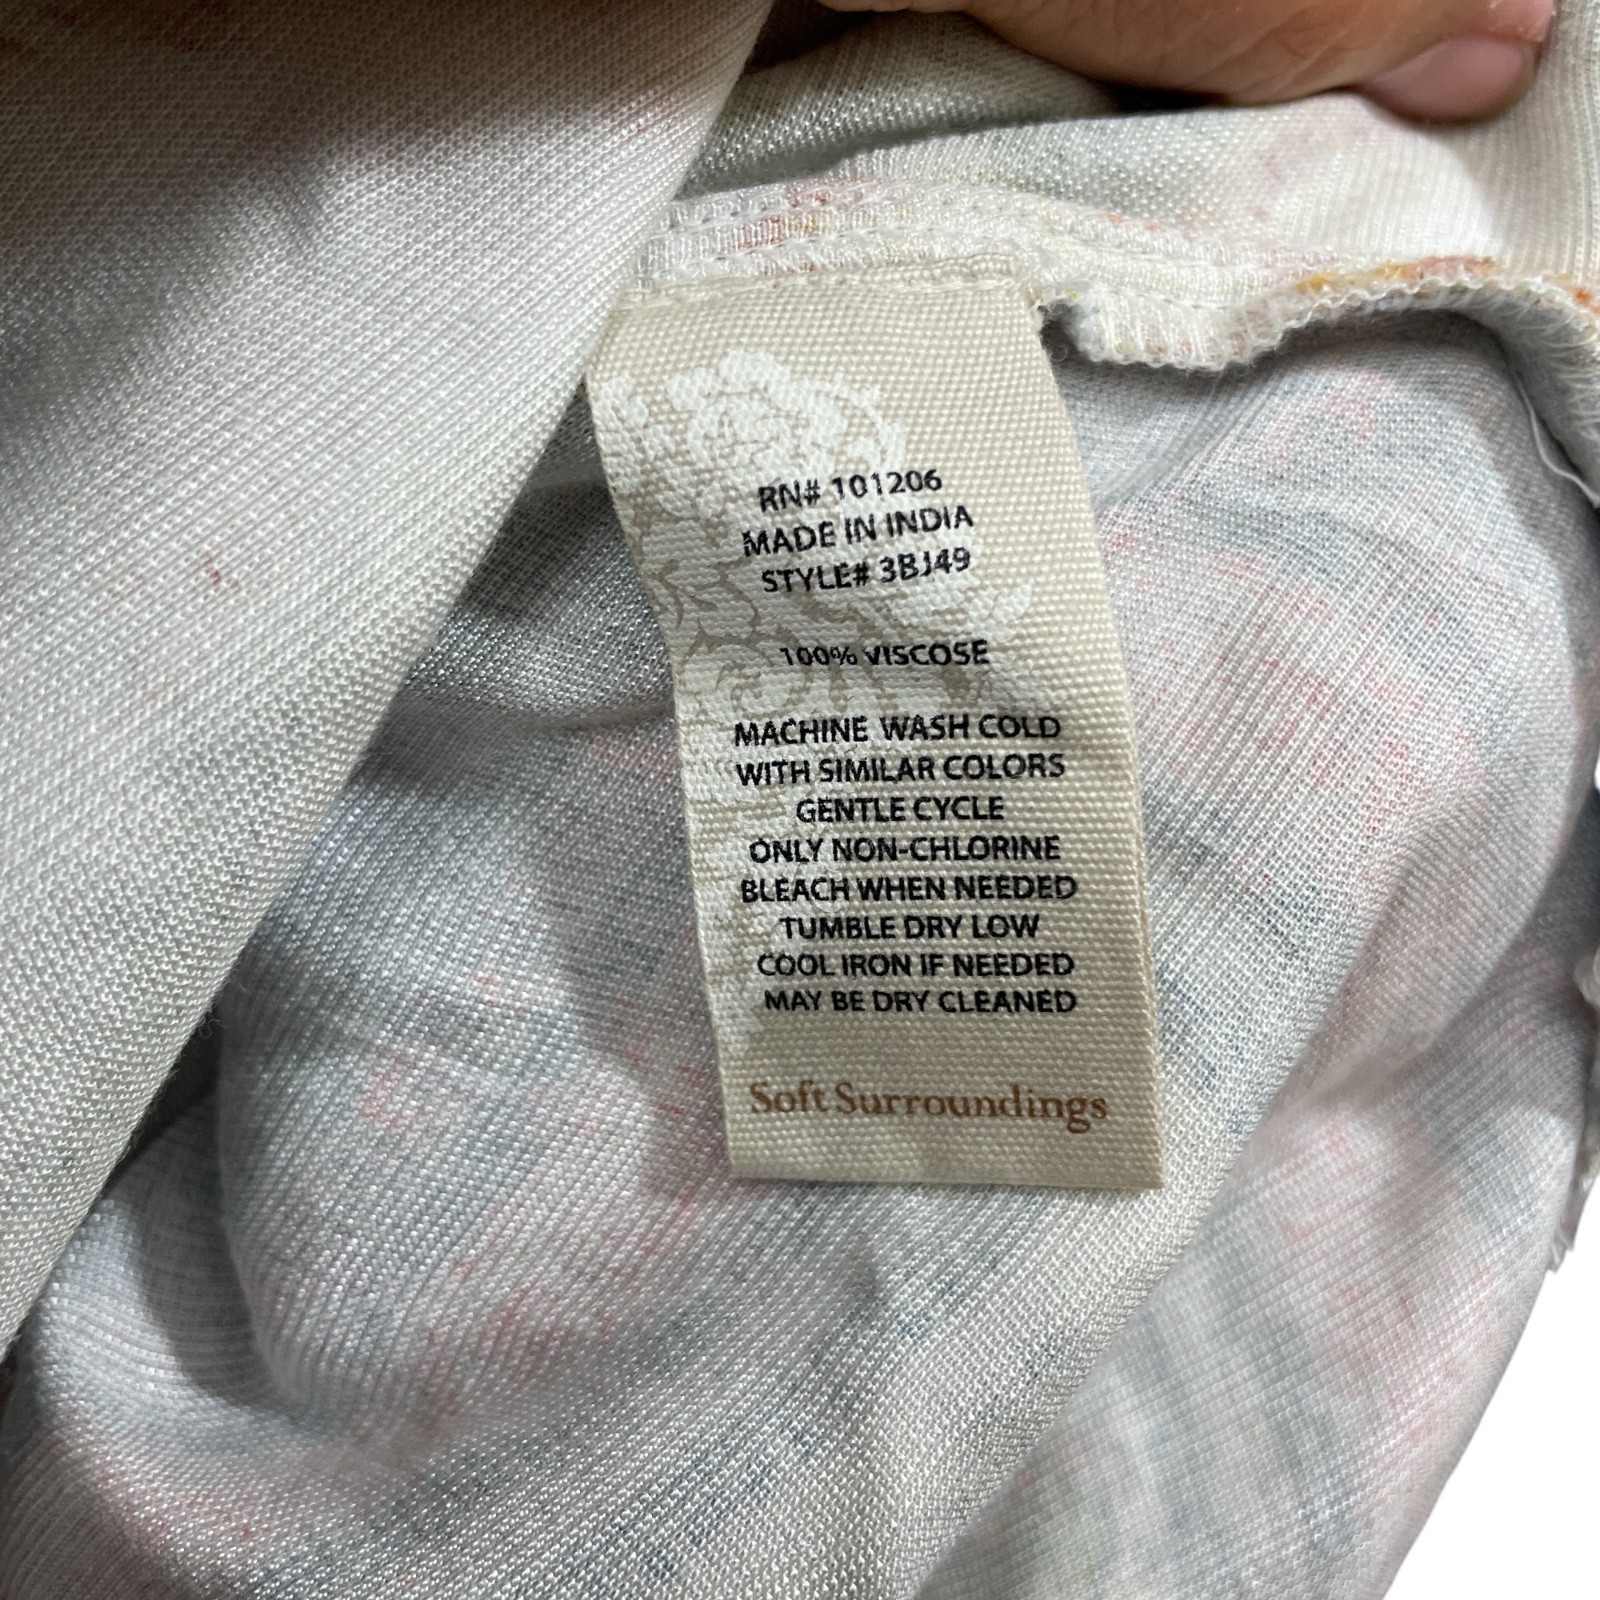 RN# 101206
MADE IN INDIA
STYLE# 3BJ49
100% VISCOSE
MACHINE WASH COLD
WITH SIMILAR COLORS
GENTLE CYCLE
ONLY NON-CHLORINE
BLEACH WHEN NEEDED
TUMBLE DRY LOW
COOL IRON IF NEEDED
MAY BE DRY CLEANED
Soft Surroundings